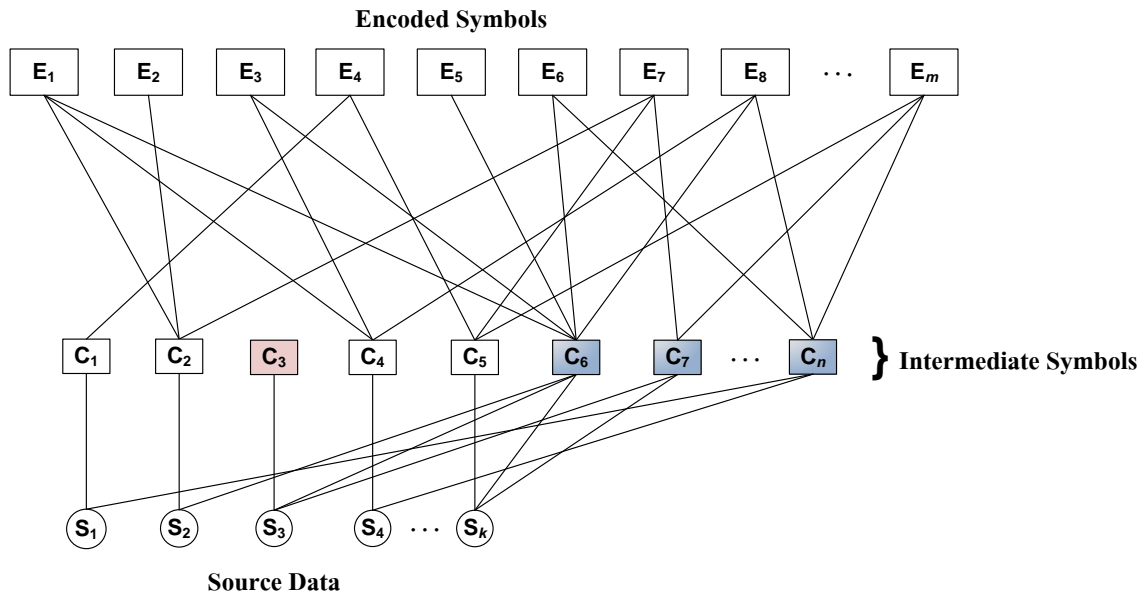 Encoded Symbols
E1 E2 E3 E4 E5 E6 E7 E8 ... Em
C1 C2 C3 C4 C5 C6 C7 ... Cn } Intermediate Symbols
S1 S2 S3 S4 ... Sk
Source Data